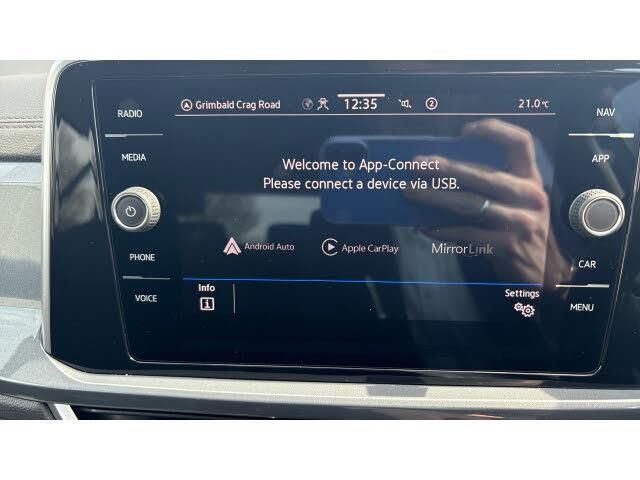 RADIO
MEDIA
PHONE
VOICE
Grimbald Crag Road 12:35 2 21.0°C
Welcome to App-Connect
Please connect a device via USB.
Android Auto Apple CarPlay MirrorLink
Info Settings
NAV
APP
CAR
MENU